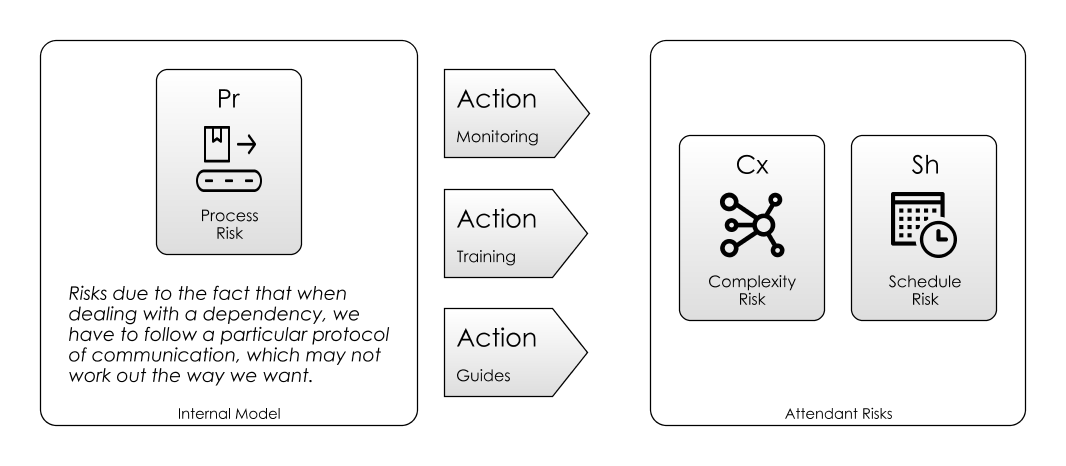 Pr
Process
Risk
Risks due to the fact that when
dealing with a dependency, we
have to follow a particular protocol
of communication, which may not
work out the way we want.
Internal Model
Action
Monitoring
Action
Training
Action
Guides
Cx
Complexity
Risk
Sh
Schedule
Risk
Attendant Risks